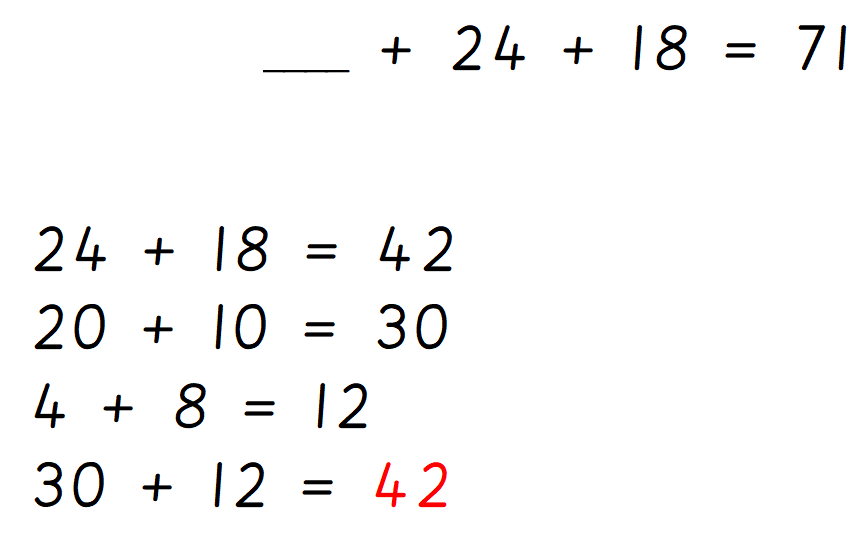 ___ + 24 + 18 = 71
24 + 18 = 42
20 + 10 = 30
4 + 8 = 12
30 + 12 = 42